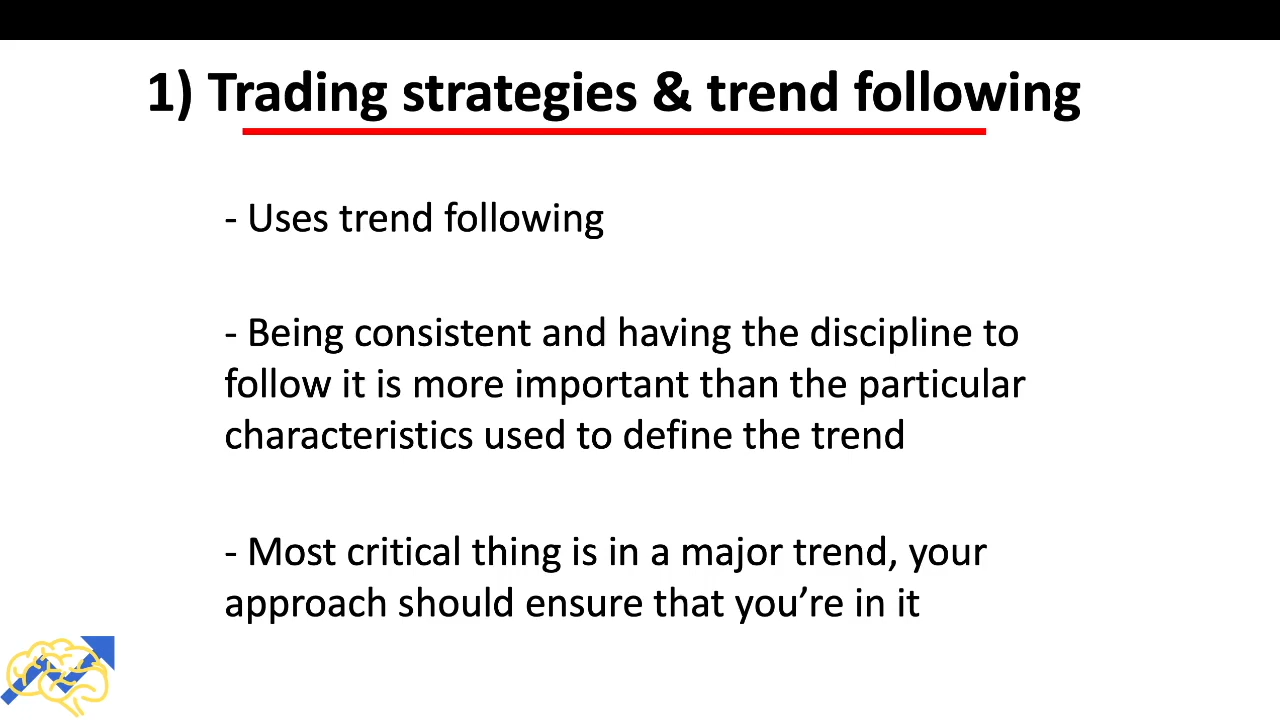 1) Trading strategies & trend following
- Uses trend following
- Being consistent and having the discipline to
follow it is more important than the particular
characteristics used to define the trend
- Most critical thing is in a major trend, your
approach should ensure that you’re in it